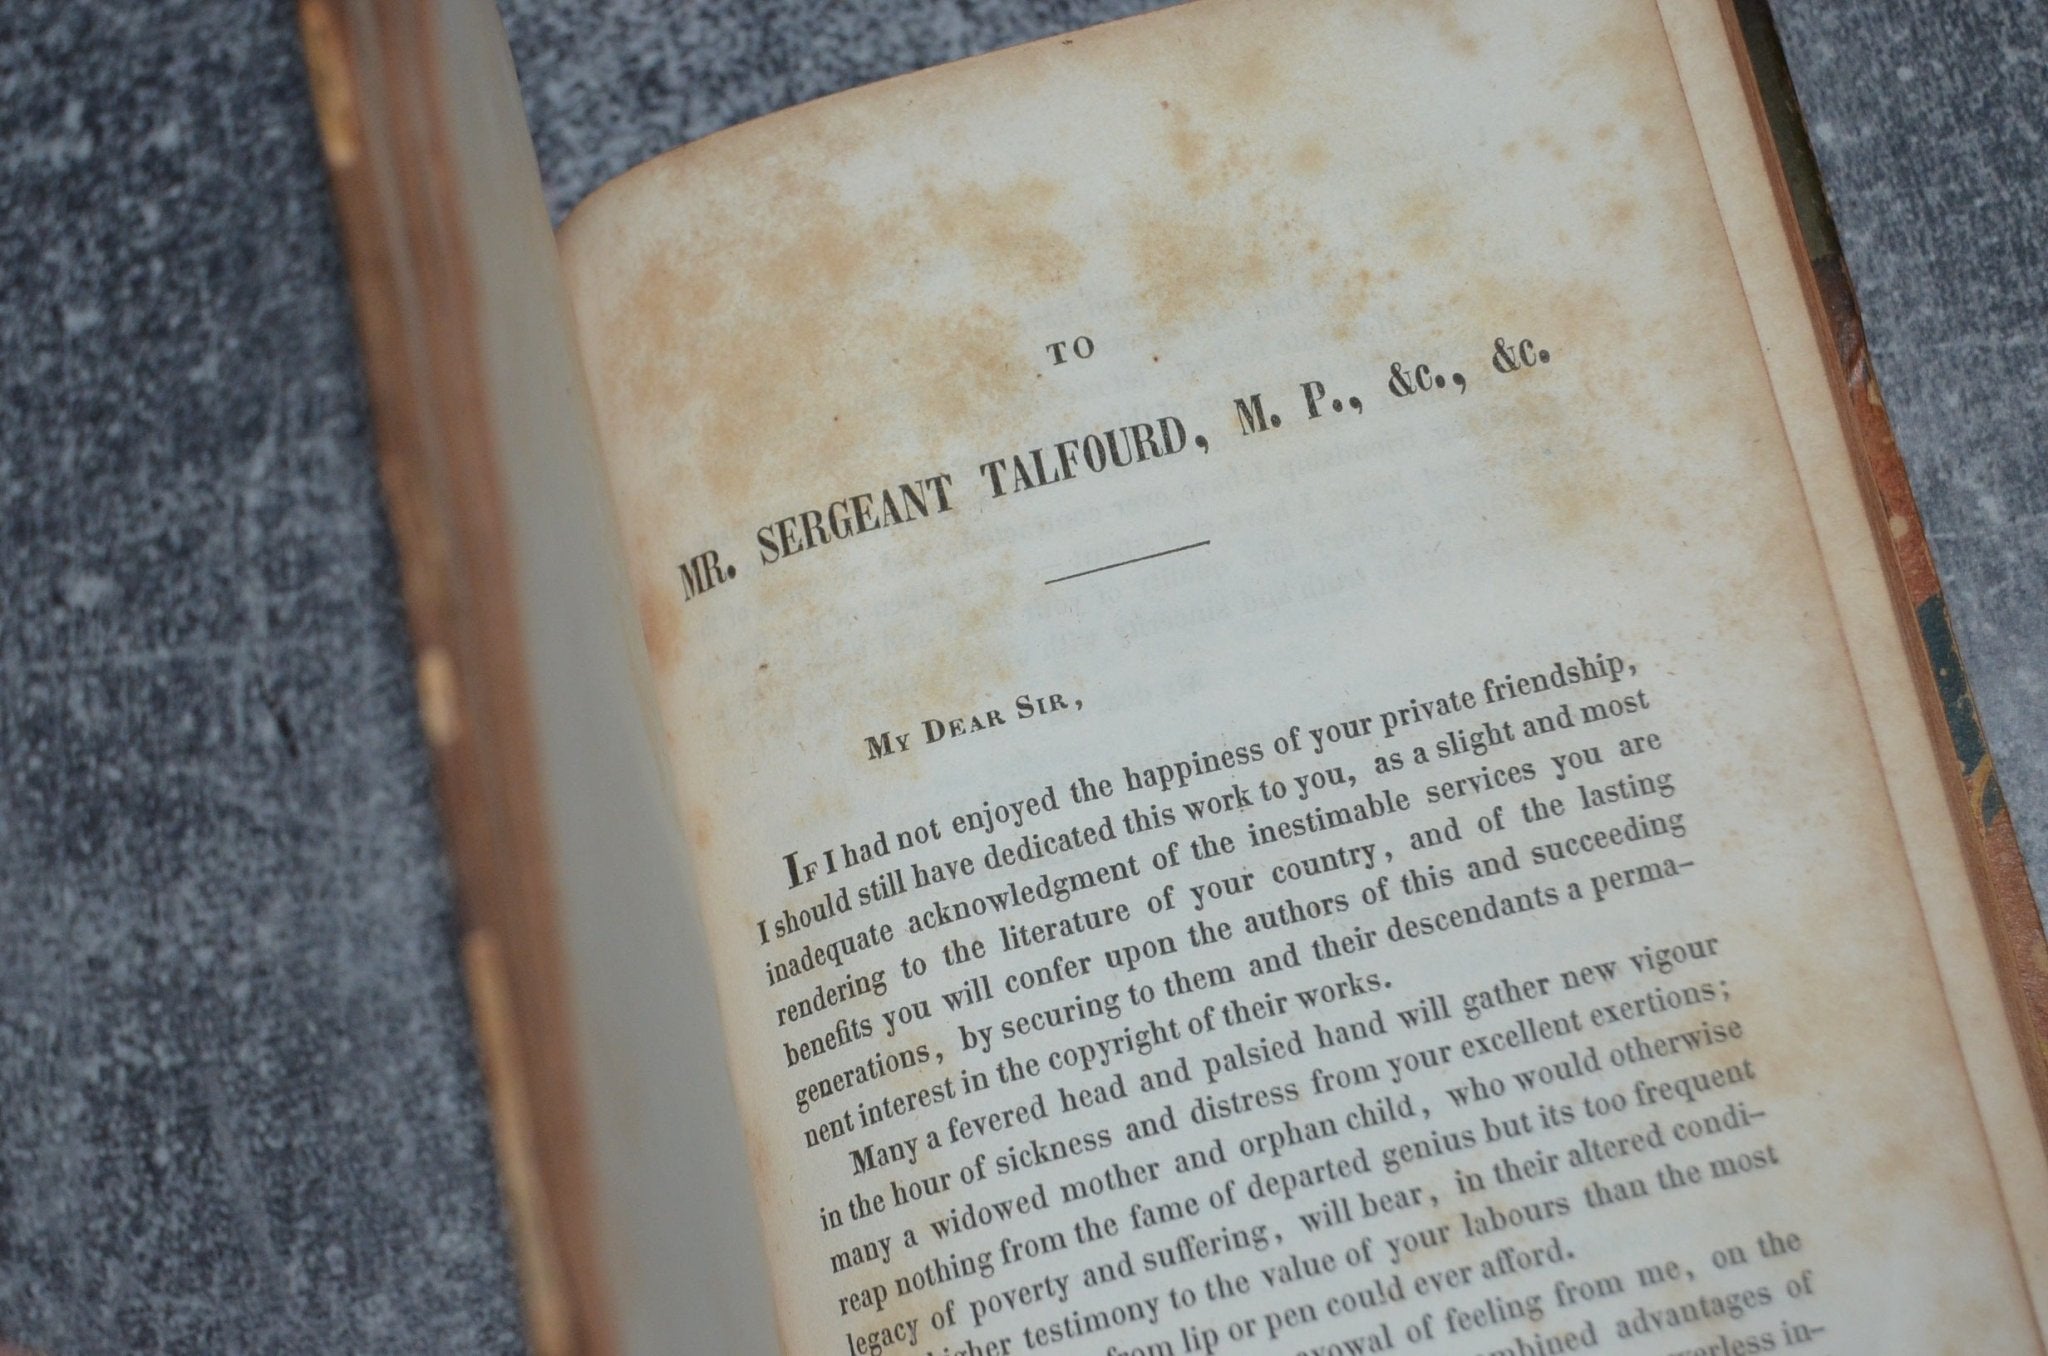 TO
MR. SERGEANT TALFOURD, M. P., &c., &c.
MY DEAR SIR,
IF I had not enjoyed the happiness of your private friendship,
I should still have dedicated this work to you, as a slight and most
inadequate acknowledgment of the inestimable services you are
rendering to the literature of your country, and of the lasting
benefits you will confer upon the authors of this and succeeding
generations, by securing to them and their descendants a perma-
nent interest in the copyright of their works.
Many a fevered head and palsied hand will gather new vigour
in the hour of sickness and distress from your excellent exertions;
many a widowed mother and orphan child, who would otherwise
reap nothing from the fame of departed genius but its too frequent
legacy of poverty and suffering, will bear, in their altered condi-
testimony to the value of your labours than the most
from lip or pen could ever afford.
of feeling from me, on the
advantages of
in-